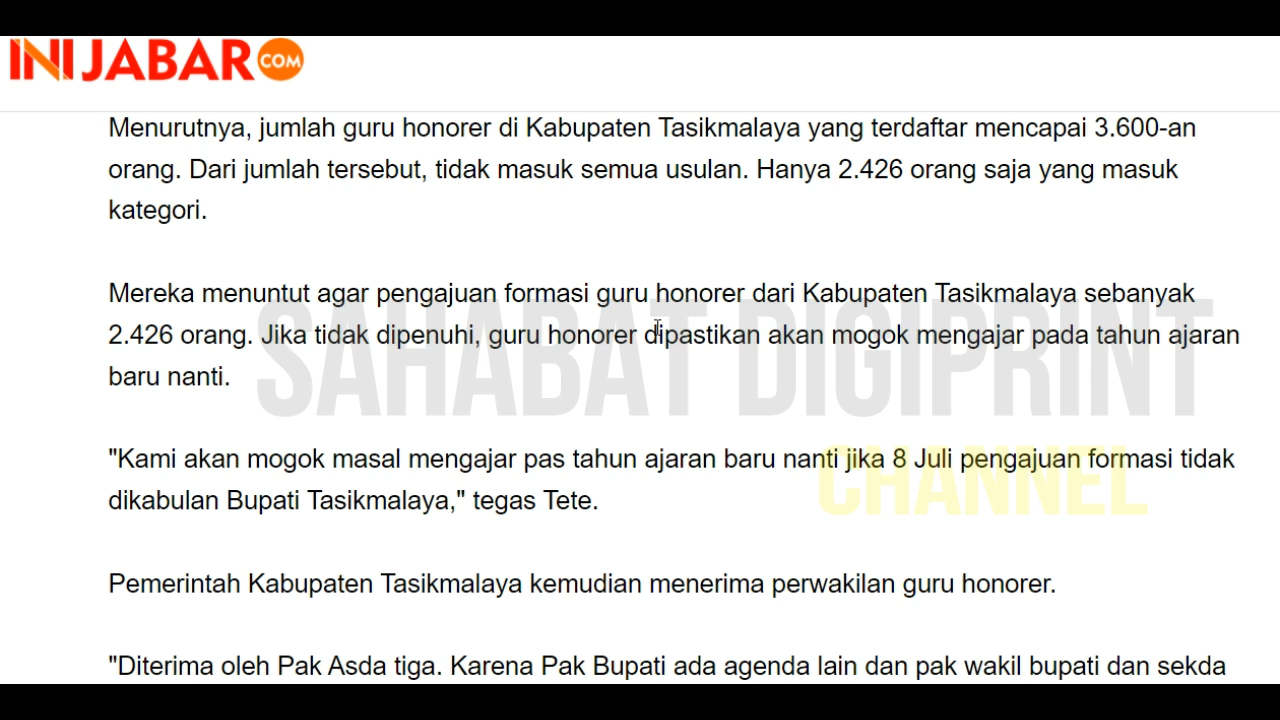 INIJABAR COM
Menurutnya, jumlah guru honorer di Kabupaten Tasikmalaya yang terdaftar mencapai 3.600-an
orang. Dari jumlah tersebut, tidak masuk semua usulan. Hanya 2.426 orang saja yang masuk
kategori.
Mereka menuntut agar pengajuan formasi guru honorer dari Kabupaten Tasikmalaya sebanyak
2.426 orang. Jika tidak dipenuhi, guru honorer dipastikan akan mogok mengajar pada tahun ajaran
baru nanti.
SAHABAT DIGIPRINT
CHANNEL
"Kami akan mogok masal mengajar pas tahun ajaran baru nanti jika 8 Juli pengajuan formasi tidak
dikabulan Bupati Tasikmalaya," tegas Tete.
Pemerintah Kabupaten Tasikmalaya kemudian menerima perwakilan guru honorer.
"Diterima oleh Pak Asda tiga. Karena Pak Bupati ada agenda lain dan pak wakil bupati dan sekda